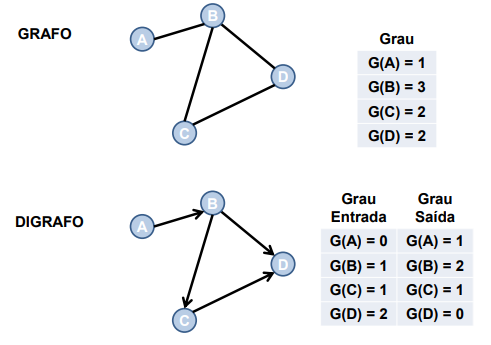 GRAFO
A
B
C
D
Grau
G(A) = 1
G(B) = 3
G(C) = 2
G(D) = 2
DIGRAFO
A
B
C
D
Grau Entrada
Grau Saída
G(A) = 0 G(A) = 1
G(B) = 1 G(B) = 2
G(C) = 1 G(C) = 1
G(D) = 2 G(D) = 0